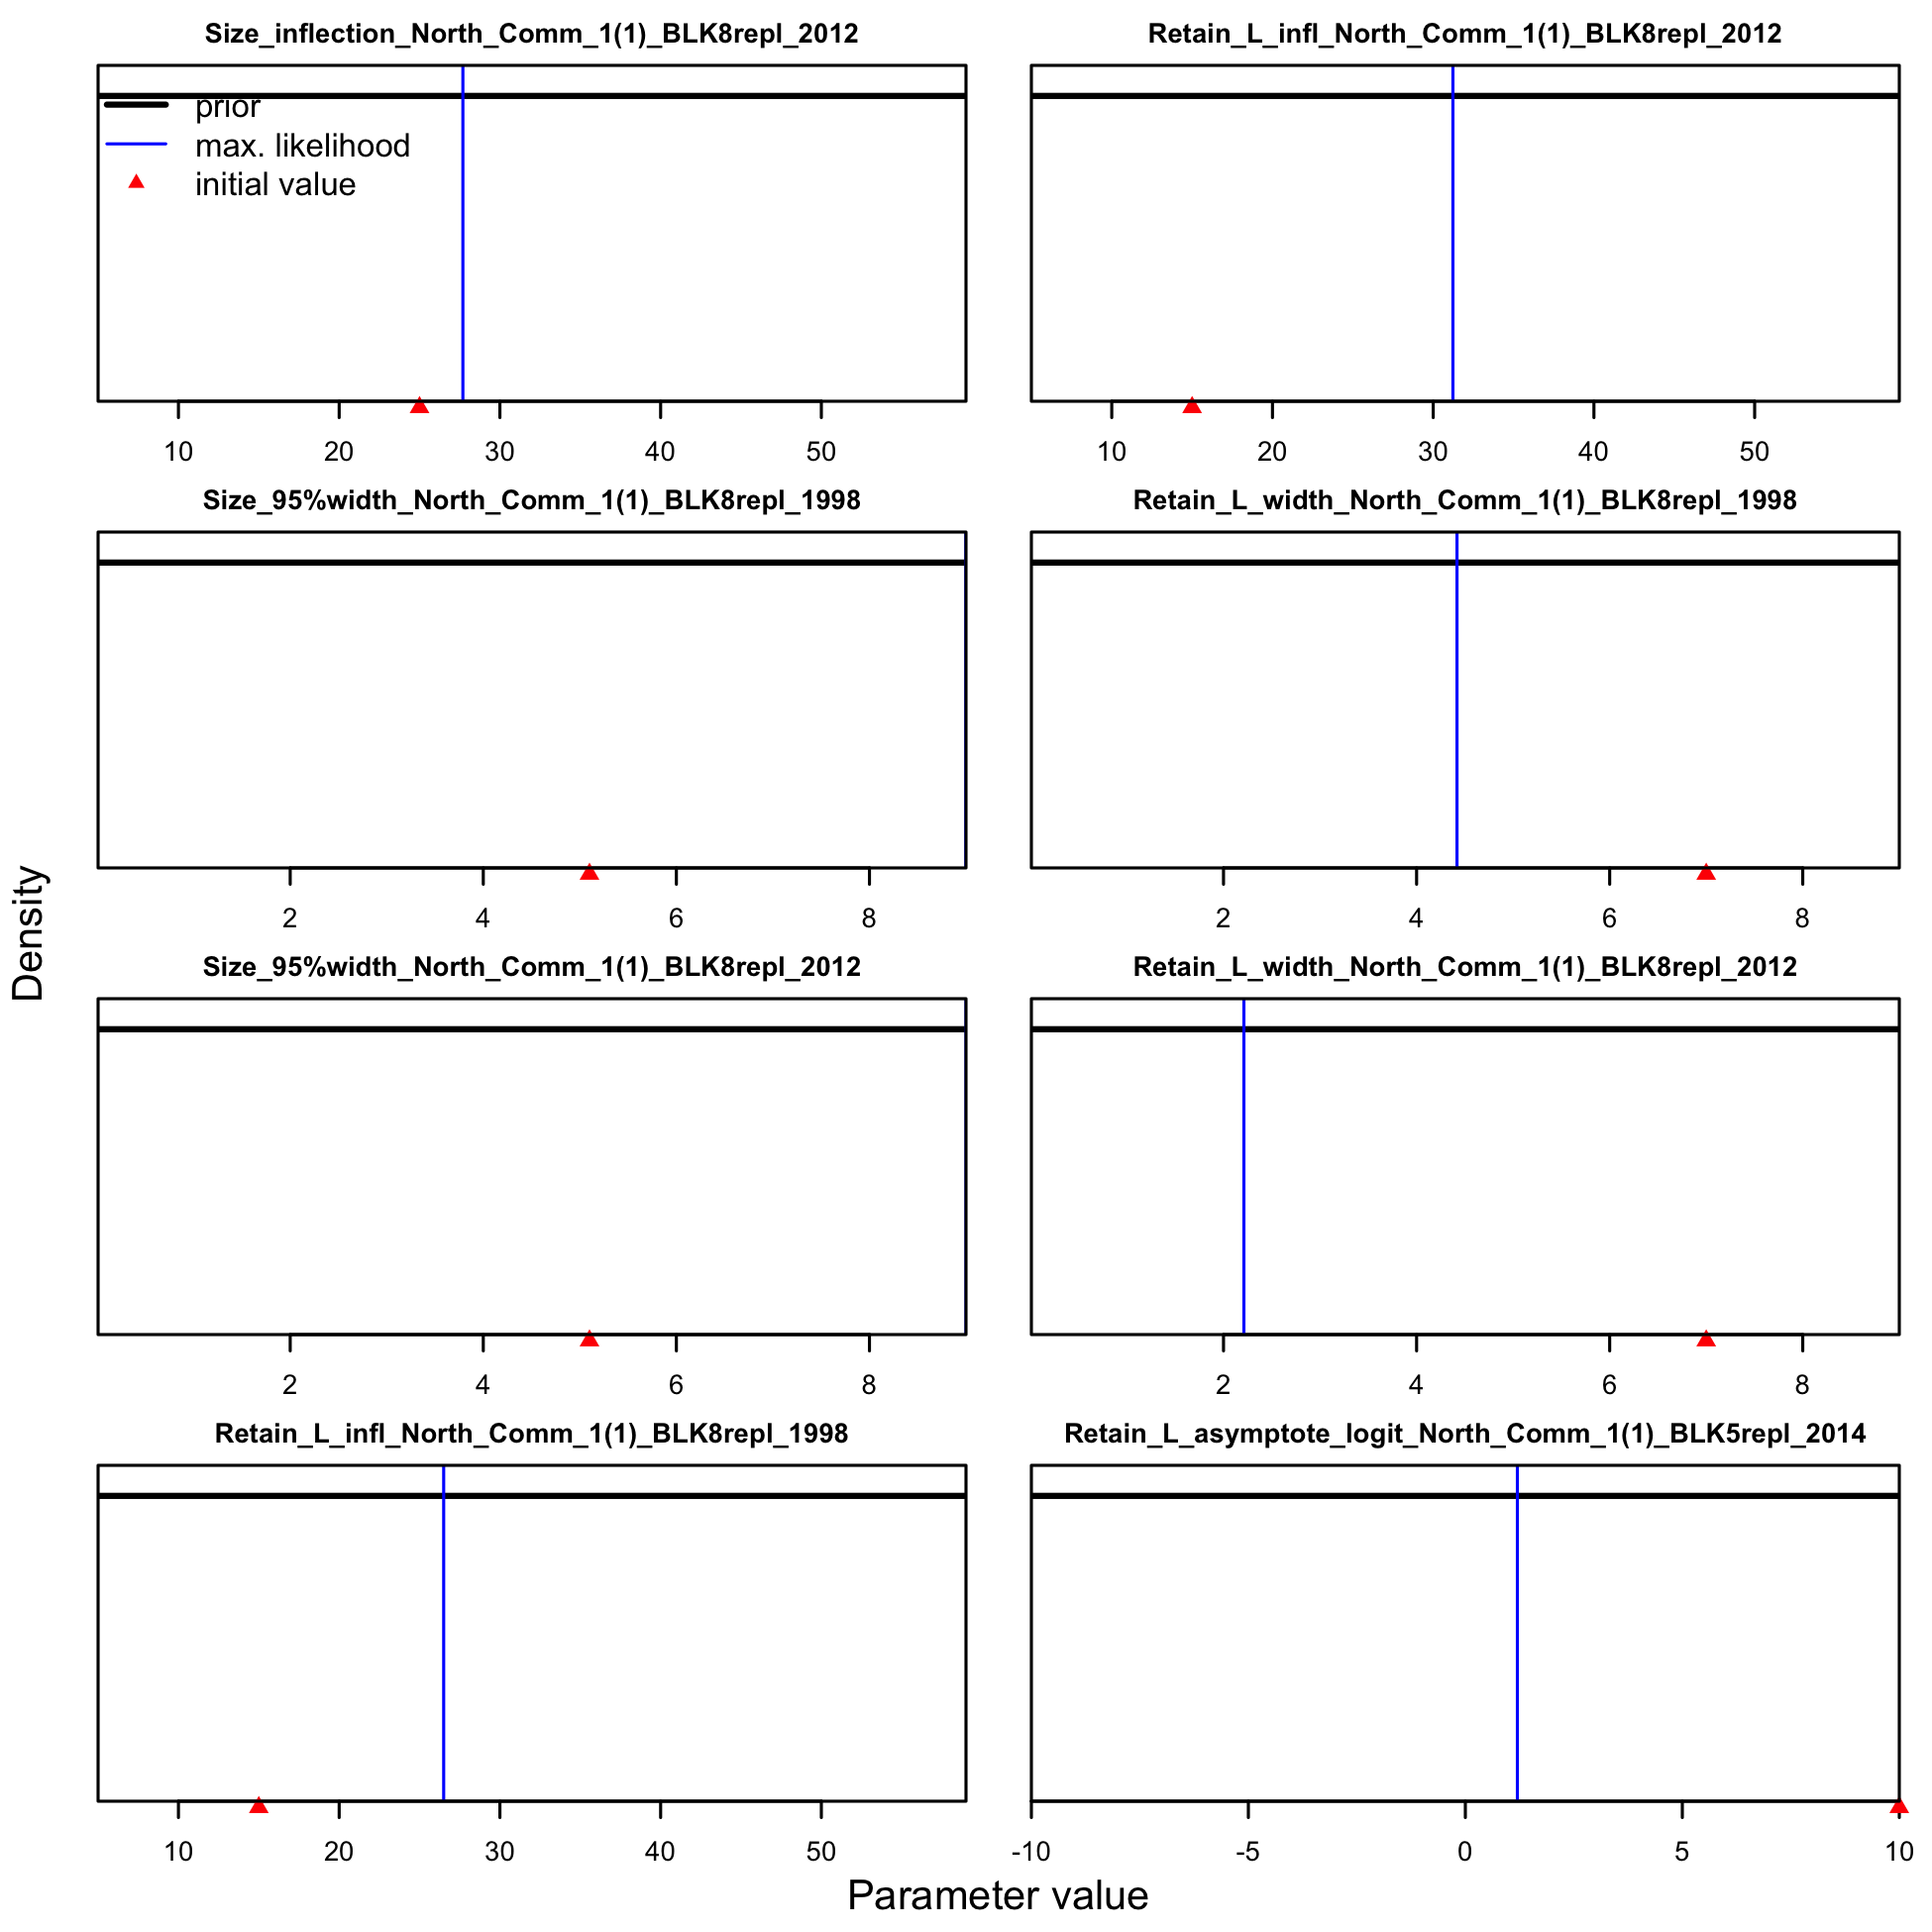 Size_inflection_North_Comm_1(1)_BLK8repl_2012
prior
max. likelihood
initial value
10 20 30 40 50
Retain_L_infl_North_Comm_1(1)_BLK8repl_2012
10 20 30 40 50
Size_95%width_North_Comm_1(1)_BLK8repl_1998
2 4 6 8
Retain_L_width_North_Comm_1(1)_BLK8repl_1998
2 4 6 8
Size_95%width_North_Comm_1(1)_BLK8repl_2012
2 4 6 8
Retain_L_width_North_Comm_1(1)_BLK8repl_2012
2 4 6 8
Retain_L_infl_North_Comm_1(1)_BLK8repl_1998
10 20 30 40 50
Retain_L_asymptote_logit_North_Comm_1(1)_BLK5repl_2014
-10 -5 0 5 10
Density
Parameter value